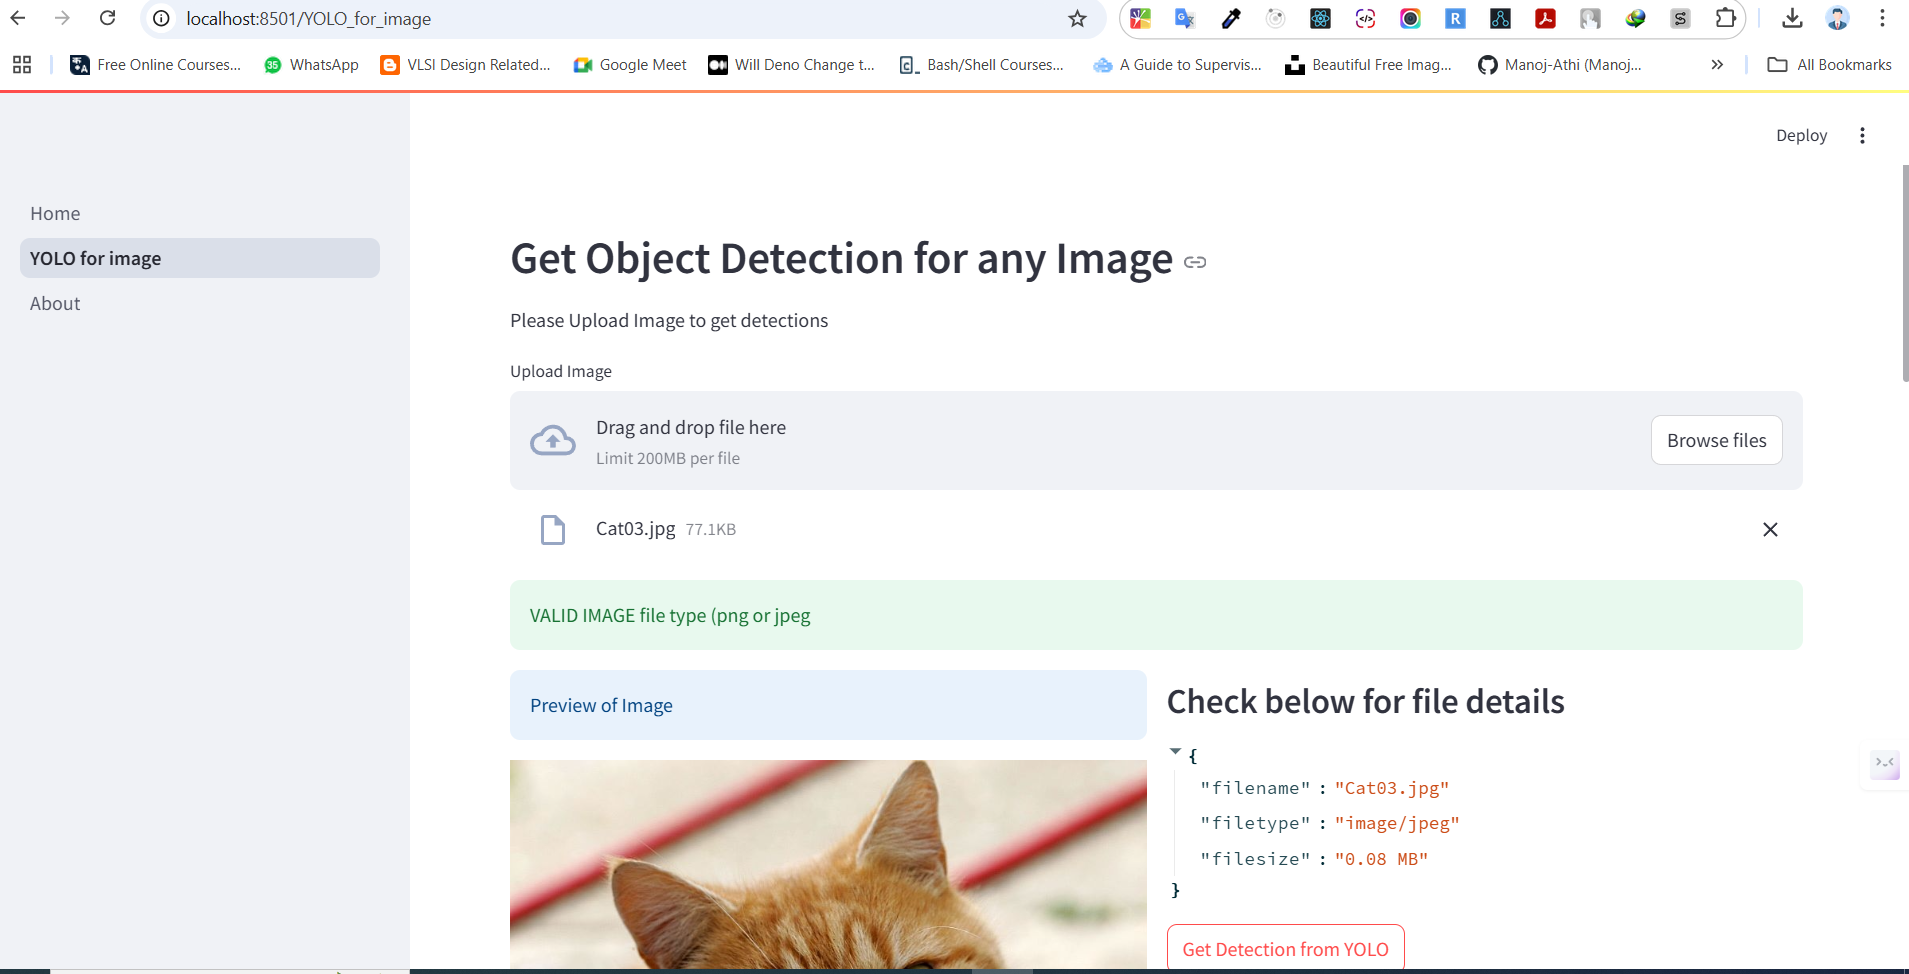 localhost:8501/YOLO_for_image
Free Online Courses...
35
WhatsApp
VLSI Design Related...
Google Meet
Will Deno Change t...
Bash/Shell Courses...
A Guide to Supervis...
Beautiful Free Imag...
Manoj-Athi (Manoj...
»
All Bookmarks
Deploy
Home
YOLO for image
About
Get Object Detection for any Image
Please Upload Image to get detections
Upload Image
Drag and drop file here
Limit 200MB per file
Browse files
Cat03.jpg 77.1KB
VALID IMAGE file type (png or jpeg
Preview of Image
Check below for file details
{
"filename" : "Cat03.jpg"
"filetype" : "image/jpeg"
"filesize" : "0.08 MB"
}
Get Detection from YOLO